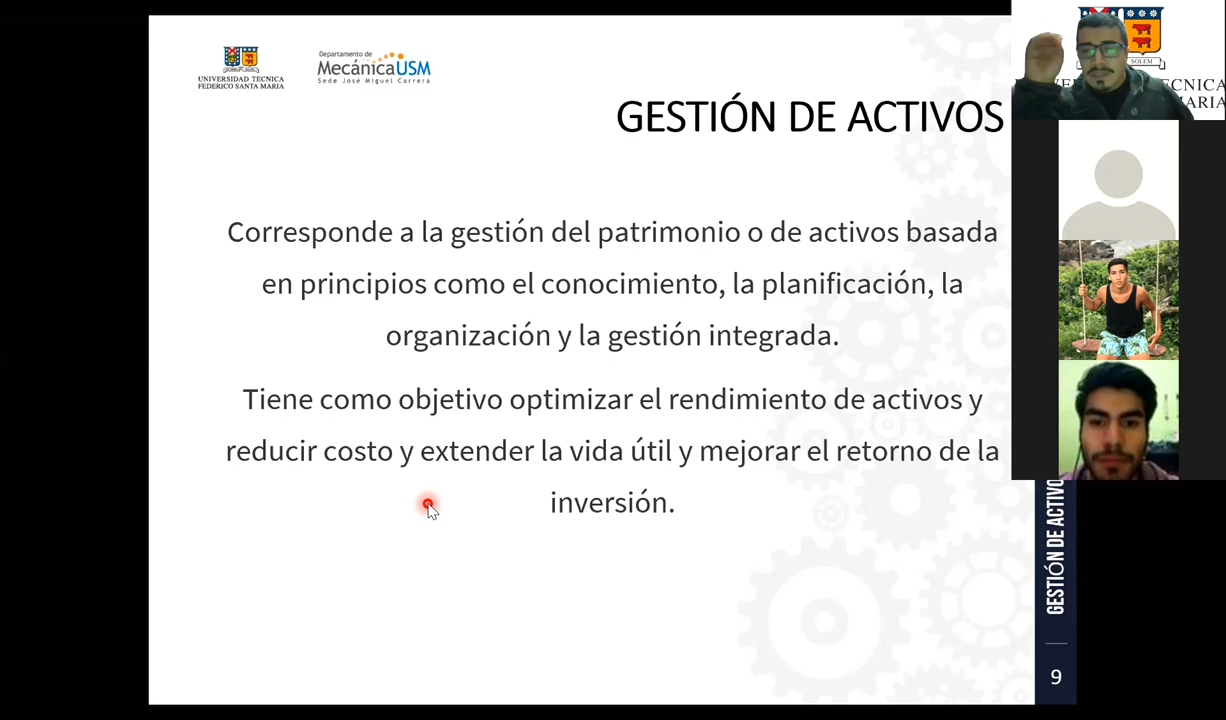 UNIVERSIDAD TECNICA
FEDERICO SANTA MARIA
Departamento de
MecánicaUSM
Sede José Miguel Carrera
GESTIÓN DE ACTIVOS
SOLEM
CNICA
ARIA
Corresponde a la gestión del patrimonio o de activos basada
en principios como el conocimiento, la planificación, la
organización y la gestión integrada.
Tiene como objetivo optimizar el rendimiento de activos y
reducir costo y extender la vida útil y mejorar el retorno de la
inversión.
GESTIÓN DE ACTIVO
9